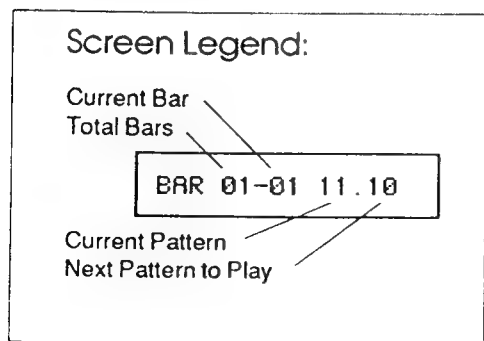 Screen Legend:
Current Bar
Total Bars
BAR 01-01 11.10
Current Pattern
Next Pattern to Play